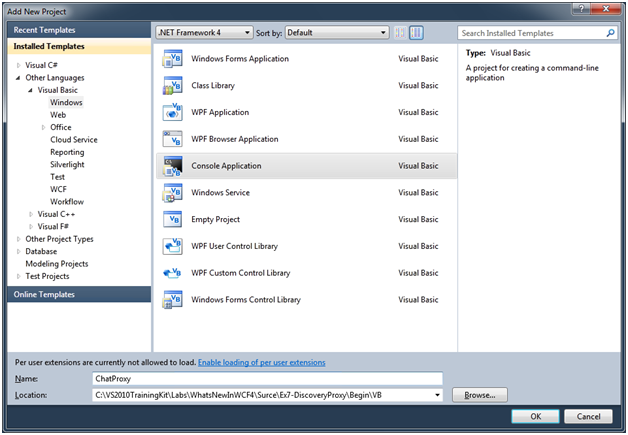 Add New Project
Recent Templates
Installed Templates
Visual C#
Other Languages
Visual Basic
Windows
Web
Office
Cloud Service
Reporting
Silverlight
Test
WCF
Workflow
Visual C++
Visual F#
Other Project Types
Database
Modeling Projects
Test Projects
Online Templates
.NET Framework 4 Sort by: Default
Windows Forms Application Visual Basic
Class Library Visual Basic
WPF Application Visual Basic
WPF Browser Application Visual Basic
Console Application Visual Basic
Windows Service Visual Basic
Empty Project Visual Basic
WPF User Control Library Visual Basic
WPF Custom Control Library Visual Basic
Windows Forms Control Library Visual Basic
Search Installed Templates
Type: Visual Basic
A project for creating a command-line
application
Per user extensions are currently not allowed to load. Enable loading of per user extensions
Name: ChatProxy
Location: C:\VS2010TrainingKit\Labs\WhatsNewInWCF4\Surce\Ex7-DiscoveryProxy\Begin\VB Browse...
OK Cancel